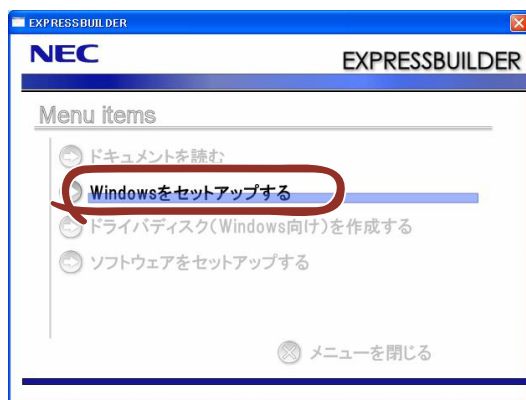 EXPRESSBUILDER
NEC
EXPRESSBUILDER
Menu items
ドキュメントを読む
Windowsをセットアップする
ドライバディスク(Windows向け)を作成する
ソフトウェアをセットアップする
メニューを閉じる